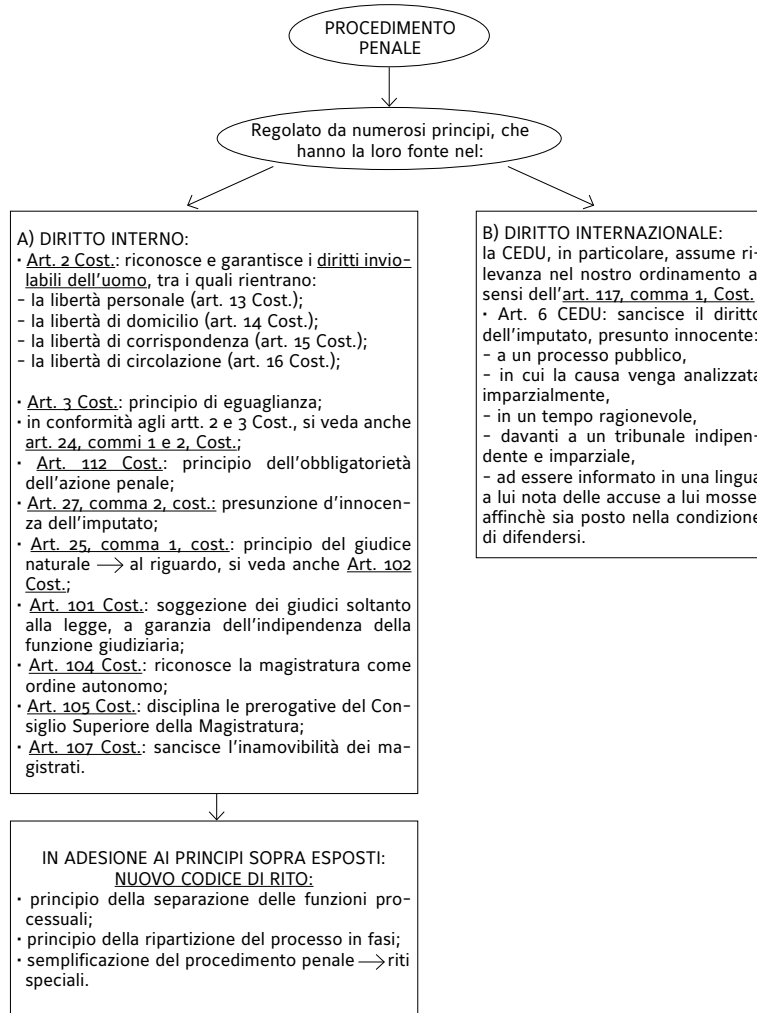 PROCEDIMENTO
PENALE
Regolato da numerosi principi, che
hanno la loro fonte nel:
A) DIRITTO INTERNO:
• Art. 2 Cost.: riconosce e garantisce i diritti invio-
labili dell'uomo, tra i quali rientrano:
- la libertà personale (art. 13 Cost.);
- la libertà di domicilio (art. 14 Cost.);
- la libertà di corrispondenza (art. 15 Cost.);
- la libertà di circolazione (art. 16 Cost.);
• Art. 3 Cost.: principio di eguaglianza;
• in conformità agli artt. 2 e 3 Cost., si veda anche
art. 24, commi 1 e 2, Cost.;
• Art. 112 Cost.: principio dell'obbligatorietà
dell'azione penale;
• Art. 27, comma 2, cost.: presunzione d'innocen-
za dell'imputato;
• Art. 25, comma 1, cost.: principio del giudice
naturale → al riguardo, si veda anche Art. 102
Cost.;
• Art. 101 Cost.: soggezione dei giudici soltanto
alla legge, a garanzia dell'indipendenza della
funzione giudiziaria;
• Art. 104 Cost.: riconosce la magistratura come
ordine autonomo;
• Art. 105 Cost.: disciplina le prerogative del Con-
siglio Superiore della Magistratura;
• Art. 107 Cost.: sancisce l'inamovibilità dei ma-
gistrati.
B) DIRITTO INTERNAZIONALE:
la CEDU, in particolare, assume ri-
levanza nel nostro ordinamento a
sensi dell'art. 117, comma 1, Cost.
• Art. 6 CEDU: sancisce il diritto
dell'imputato, presunto innocente:
- a un processo pubblico,
- in cui la causa venga analizzata
imparzialmente,
- in un tempo ragionevole,
- davanti a un tribunale indipen-
dente e imparziale,
- ad essere informato in una lingua
a lui nota delle accuse a lui mosse
affinchè sia posto nella condizione
di difendersi.
IN ADESIONE AI PRINCIPI SOPRA ESPOSTI:
NUOVO CODICE DI RITO:
• principio della separazione delle funzioni pro-
cessuali;
• principio della ripartizione del processo in fasi;
• semplificazione del procedimento penale → riti
speciali.